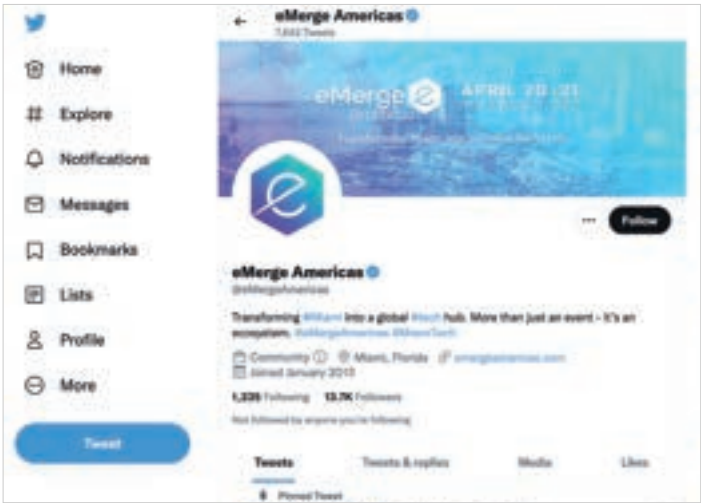 eMerge Americas
Tweets
Home
Explore
Notifications
Messages
Bookmarks
Lists
Profile
More
Tweet
eMerge
APRIL 20-21
Follow
eMerge Americas
@eMergeAmericas
Transforming #Miami into a global #tech hub. More than just an event - it's an
ecosystem. #eMergeAmericas #MiamiTech
Community Miami, Florida emergeamericas.com
Joined January 2013
1,335 Following 13.7K Followers
Not followed by anyone you're following
Tweets Tweets & replies Media Likes
Pinned Tweet